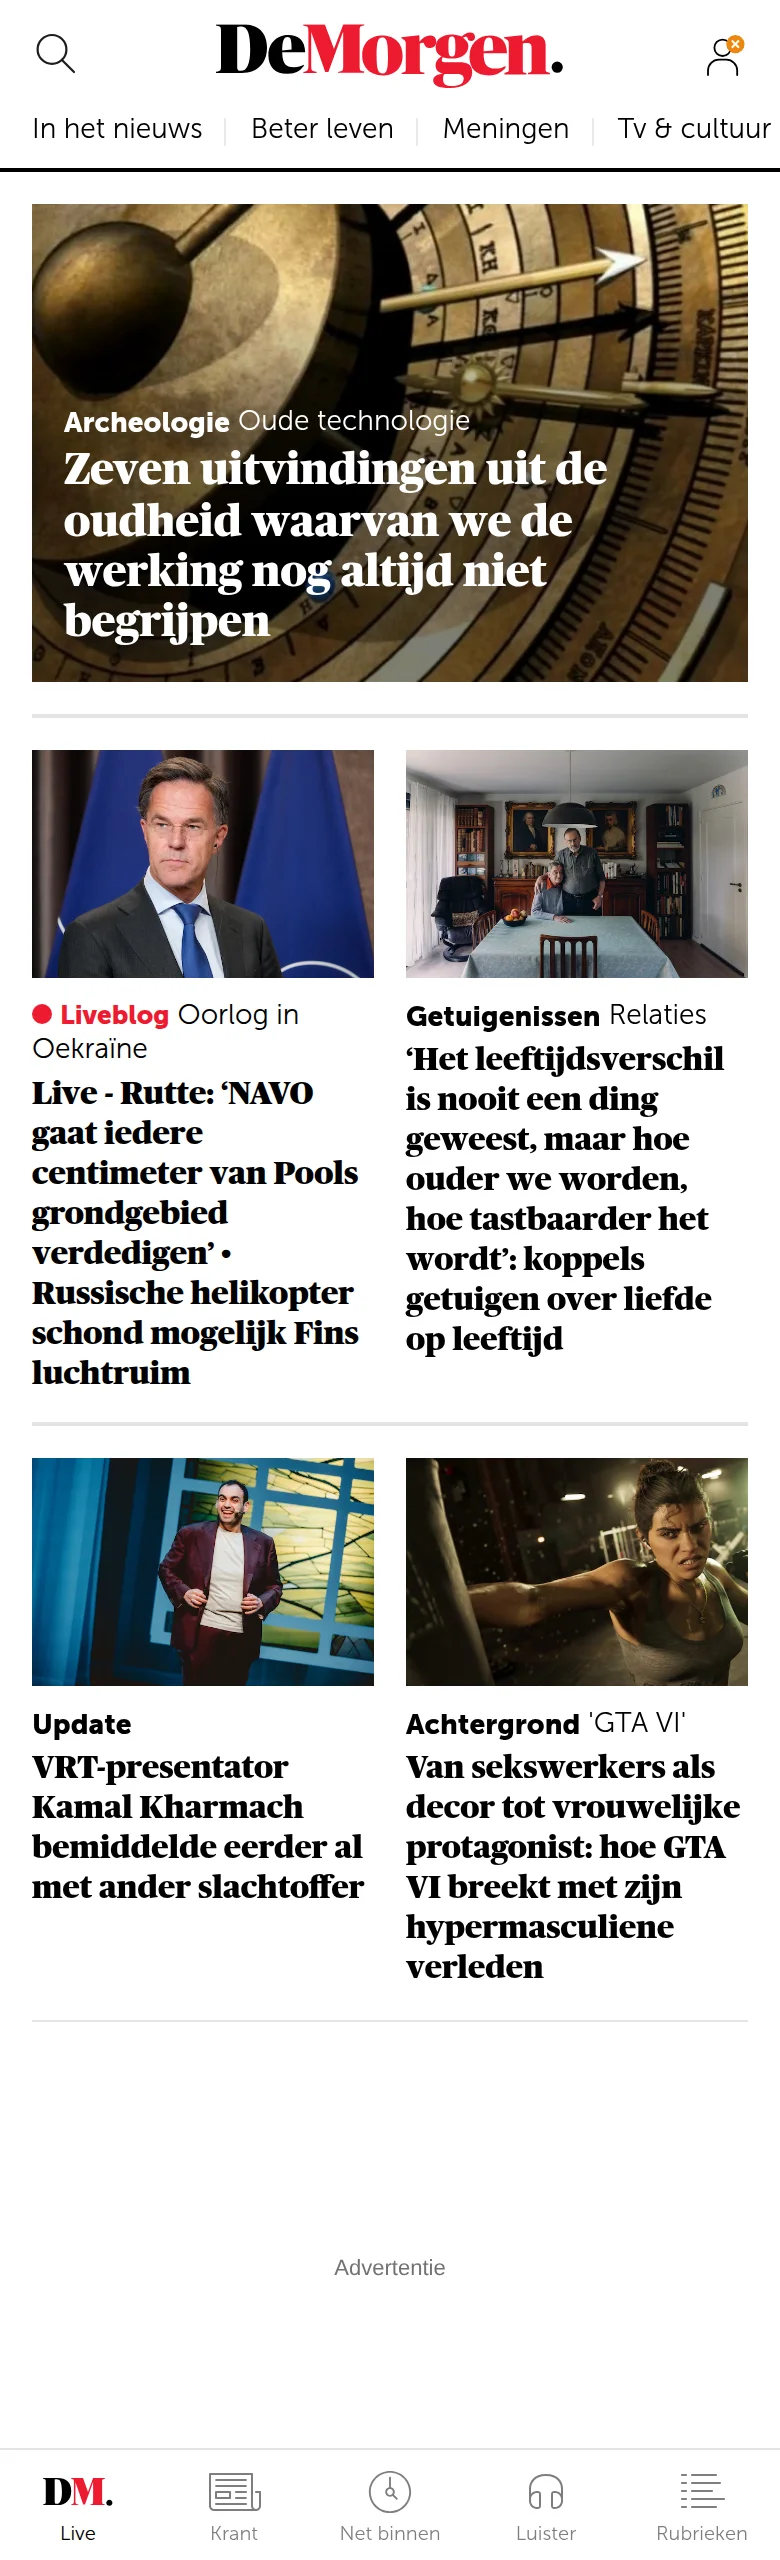 DeMorgen.
In het nieuws
Beter leven
Meningen
Tv & cultuur
Archeologie Oude technologie
Zeven uitvindingen uit de
oudheid waarvan we de
werking nog altijd niet
begrijpen
Liveblog Oorlog in
Oekraïne
Live - Rutte: ‘NAVO
gaat iedere
centimeter van Pools
grondgebied
verdedigen’ •
Russische helikopter
schond mogelijk Fins
luchtruim
Getuigenissen Relaties
‘Het leeftijdsverschil
is nooit een ding
geweest, maar hoe
ouder we worden,
hoe tastbaarder het
wordt’: koppels
getuigen over liefde
op leeftijd
Update
VRT-presentator
Kamal Kharmach
bemiddelde eerder al
met ander slachtoffer
Achtergrond 'GTA VI'
Van sekswerkers als
decor tot vrouwelijke
protagonist: hoe GTA
VI breekt met zijn
hypermasculiene
verleden
Advertentie
DM.
Live
Krant
Net binnen
Luister
Rubrieken